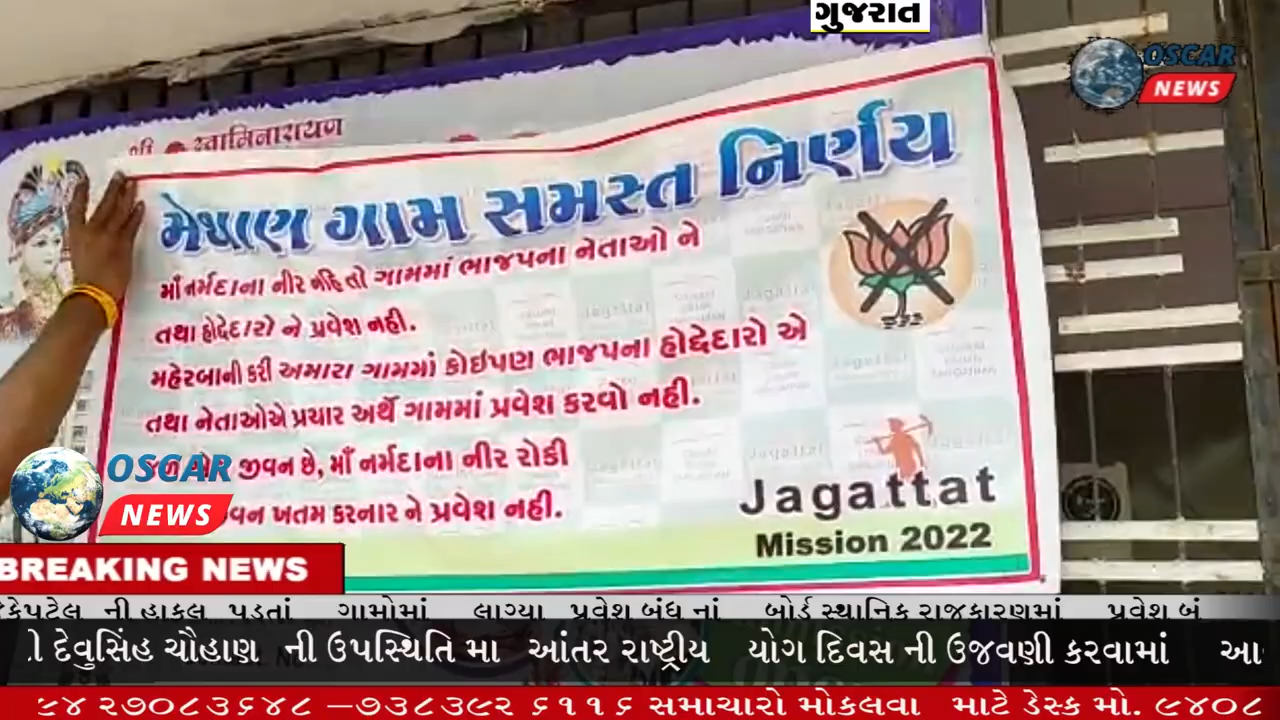 ગુજરાત
OSCAR
NEWS
શ્રી સ્વામિનારાયણ
મેઘાણ ગામ સમસ્ત નિર્ણય
માઁ નર્મદાના નીર નહિ તો ગામમાં ભાજપના નેતાઓ ને
તથા હોદ્દેદારો ને પ્રવેશ નહી.
મહેરબાની કરી અમારા ગામમાં કોઇપણ ભાજપના હોદ્દેદારો એ
તથા નેતાઓએ પ્રચાર અર્થે ગામમાં પ્રવેશ કરવો નહી.
જીવન છે, માઁ નર્મદાના નીર રોકી
ખતમ કરનાર ને પ્રવેશ નહી.
Jagattat
Mission 2022
OSCAR
NEWS
BREAKING NEWS
ની હાકલ પડતાં ગામોમાં લાગ્યા પ્રવેશ બંધ નાં બોર્ડ સ્થાનિક રાજકારણમાં પ્રવેશ બં
દેવુસિંહ ચૌહાણ ની ઉપસ્થિતિ મા આંતર રાષ્ટ્રીય યોગ દિવસ ની ઉજવણી કરવામાં આ
૯૪ ૨૭૦૮૩૬૪૮ –૭૩૮૩૯૨ ૬૧૧૬ સમાચારો મોકલવા માટે ડેસ્ક મો. ૯૪૦૮